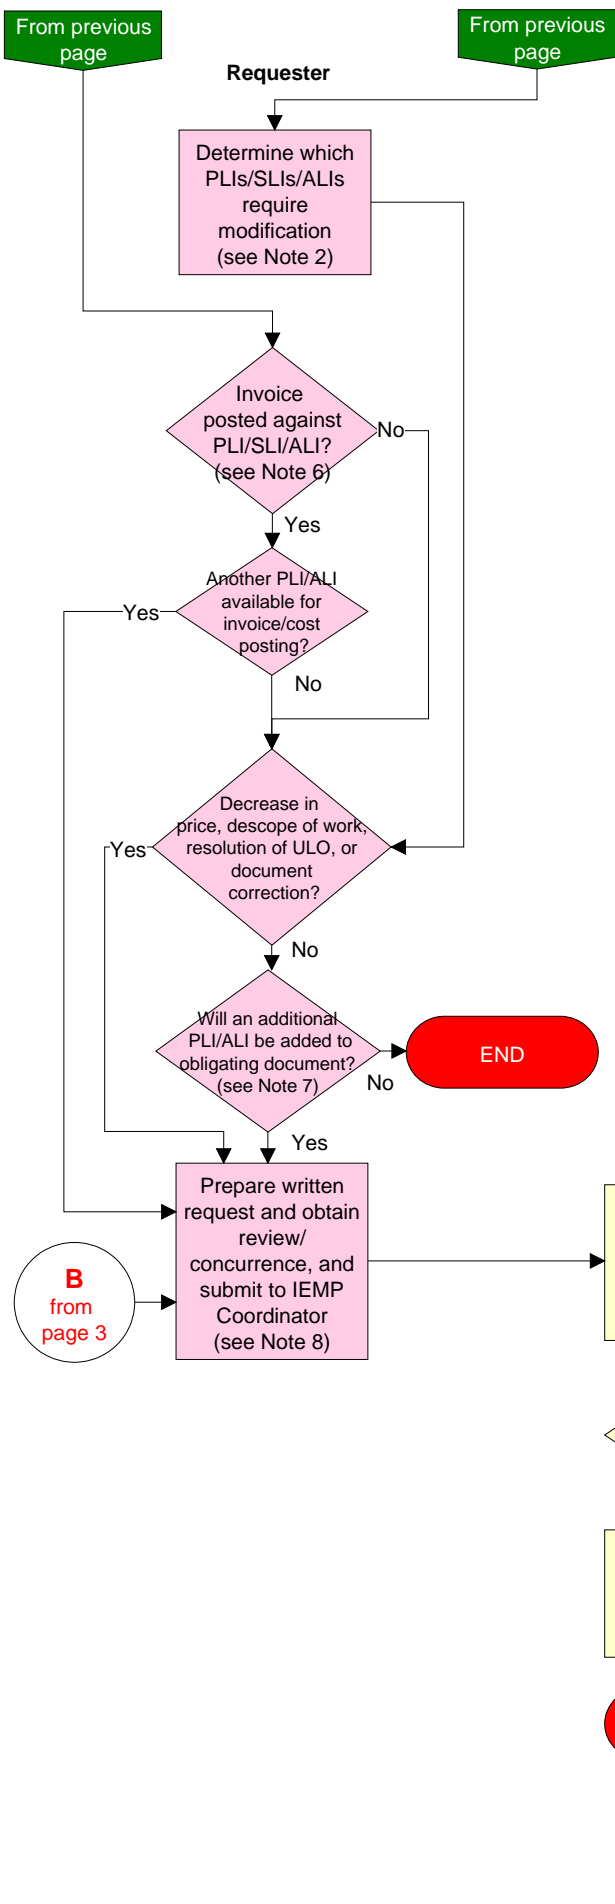 From previous
page
From previous
page
Requester
Determine which
PLIs/SLIs/ALIs
require
modification
(see Note 2)
Invoice
posted against
PLI/SLI/ALI?
(see Note 6)
No
Yes
Another PLI/ALI
available for
invoice/cost
posting?
Yes
No
Decrease in
price, descope of work,
resolution of ULO, or
document
correction?
Yes
No
Will an additional
PLI/ALI be added to
obligating document?
(see Note 7)
END
No
Yes
Prepare written
request and obtain
review/
concurrence, and
submit to IEMP
Coordinator
(see Note 8)
B
from
page 3